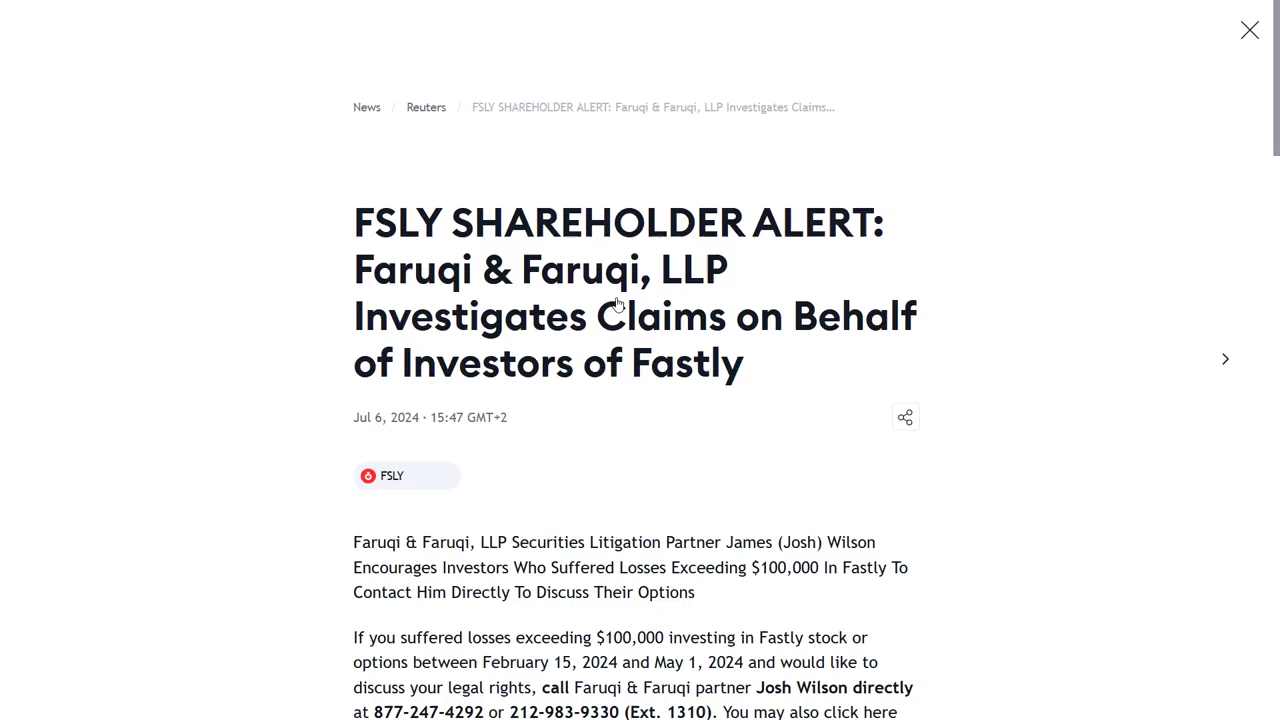 News / Reuters / FSLY SHAREHOLDER ALERT: Faruqi & Faruqi, LLP Investigates Claims...
FSLY SHAREHOLDER ALERT:
Faruqi & Faruqi, LLP
Investigates Claims on Behalf
of Investors of Fastly
Jul 6, 2024 · 15:47 GMT+2
FSLY
Faruqi & Faruqi, LLP Securities Litigation Partner James (Josh) Wilson
Encourages Investors Who Suffered Losses Exceeding $100,000 In Fastly To
Contact Him Directly To Discuss Their Options
If you suffered losses exceeding $100,000 investing in Fastly stock or
options between February 15, 2024 and May 1, 2024 and would like to
discuss your legal rights, call Faruqi & Faruqi partner Josh Wilson directly
at 877-247-4292 or 212-983-9330 (Ext. 1310). You may also click here